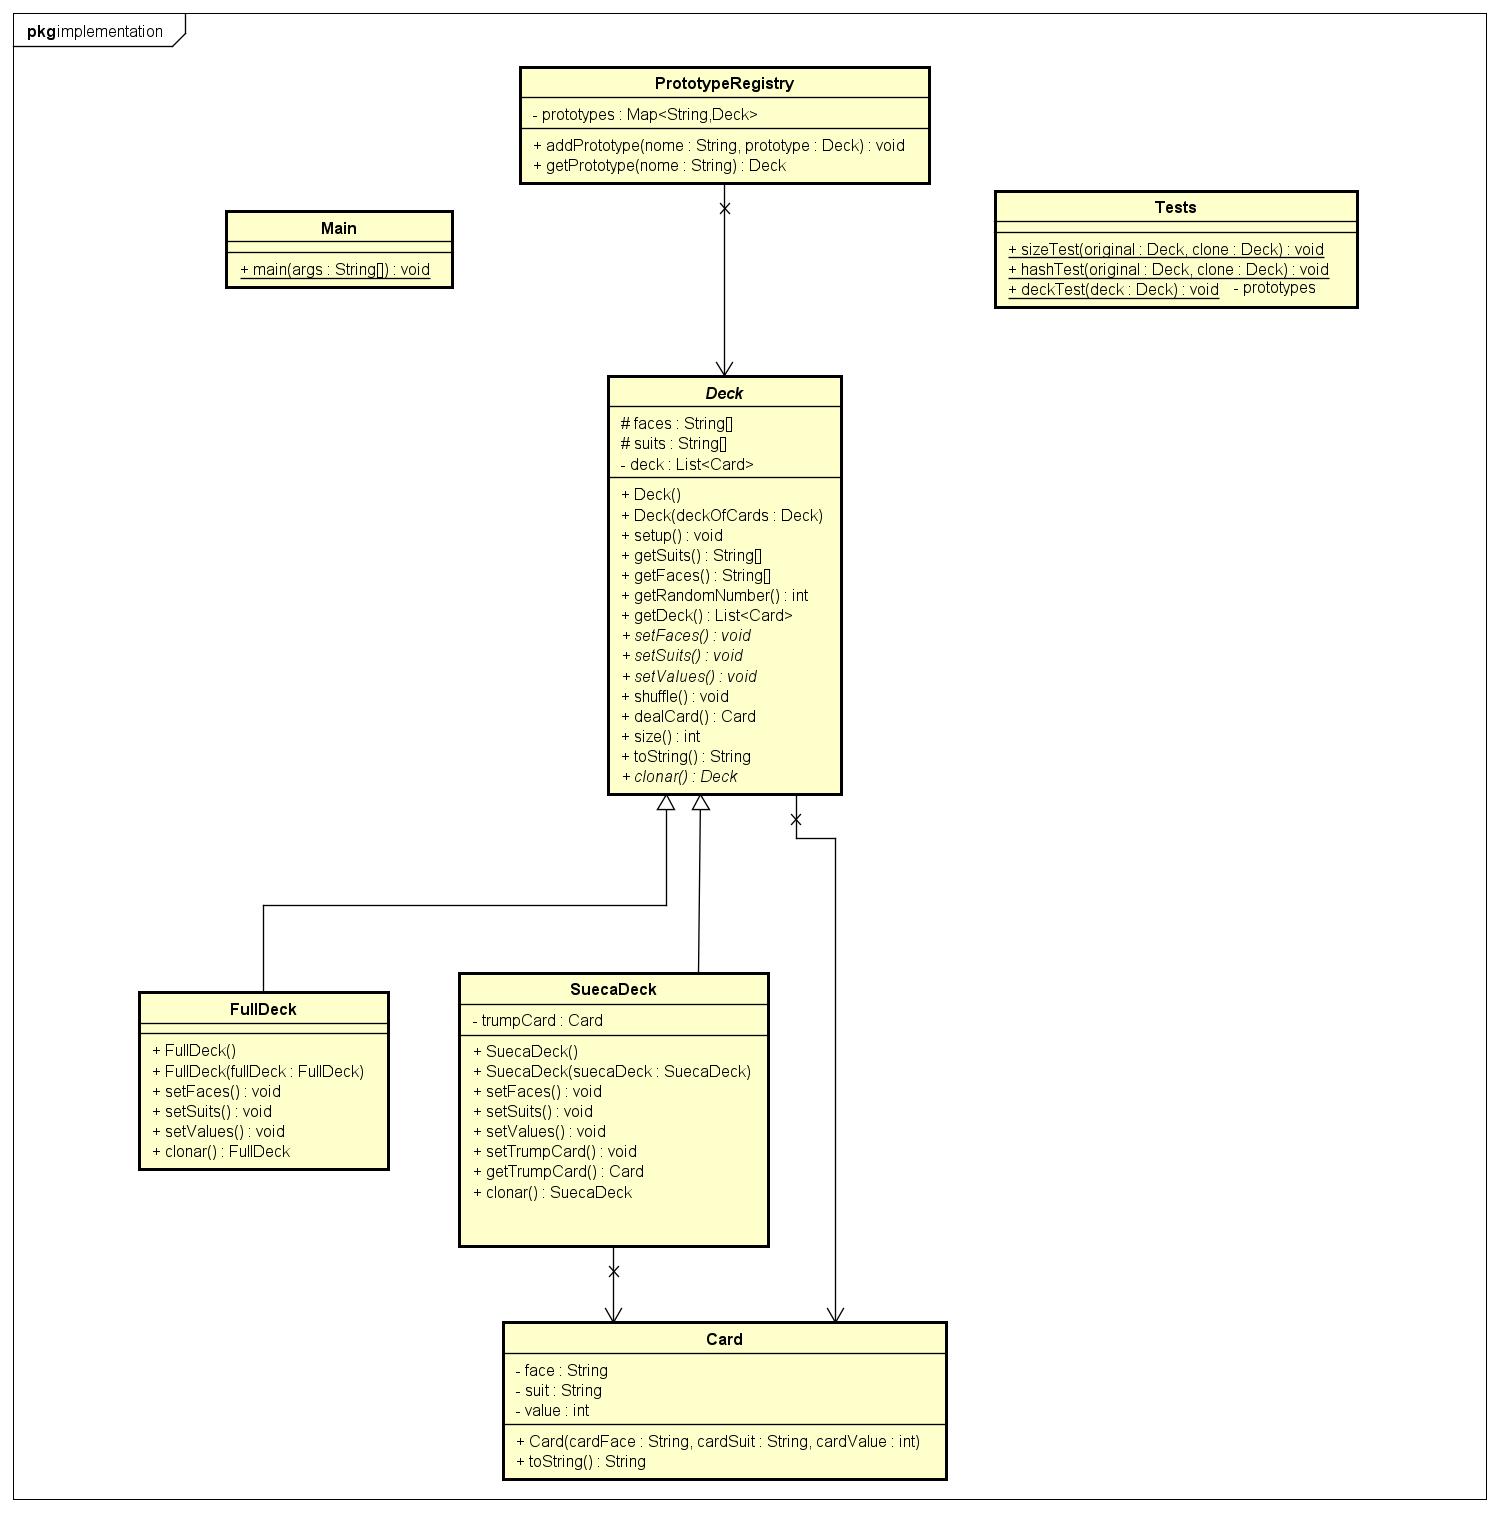 pkg implementation
PrototypeRegistry
- prototypes : Map<String,Deck>
+ addPrototype(nome : String, prototype : Deck) : void
+ getPrototype(nome : String) : Deck
Main
+ main(args : String[]) : void
Tests
+ sizeTest(original : Deck, clone : Deck) : void
+ hashTest(original : Deck, clone : Deck) : void
+ deckTest(deck : Deck) : void
- prototypes
Deck
# faces : String[]
# suits : String[]
- deck : List<Card>
+ Deck()
+ Deck(deckOfCards : Deck)
+ setup() : void
+ getSuits() : String[]
+ getFaces() : String[]
+ getRandomNumber() : int
+ getDeck() : List<Card>
+ setFaces() : void
+ setSuits() : void
+ setValues() : void
+ shuffle() : void
+ dealCard() : Card
+ size() : int
+ toString() : String
+ clonar() : Deck
FullDeck
+ FullDeck()
+ FullDeck(fullDeck : FullDeck)
+ setFaces() : void
+ setSuits() : void
+ setValues() : void
+ clonar() : FullDeck
SuecaDeck
- trumpCard : Card
+ SuecaDeck()
+ SuecaDeck(suecaDeck : SuecaDeck)
+ setFaces() : void
+ setSuits() : void
+ setValues() : void
+ setTrumpCard() : void
+ getTrumpCard() : Card
+ clonar() : SuecaDeck
Card
- face : String
- suit : String
- value : int
+ Card(cardFace : String, cardSuit : String, cardValue : int)
+ toString() : String